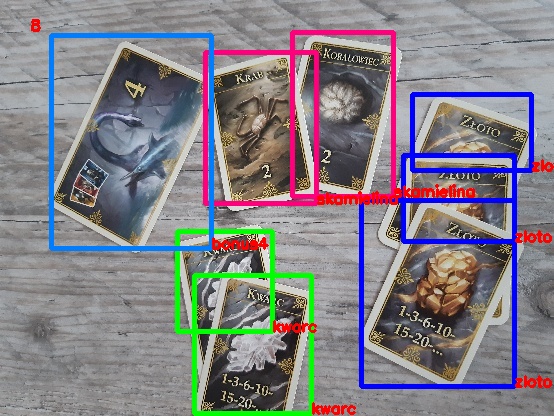 8
4
KRAB
2
KORALOWIEC
2
skamielina
skamielina
ZŁOTO
zlo
zloto
ZŁOTO
1-3-6-10-
15-20-...
zloto
bonus4
kwarc
KWARC
1-3-6-10-
15-20-...
kwarc